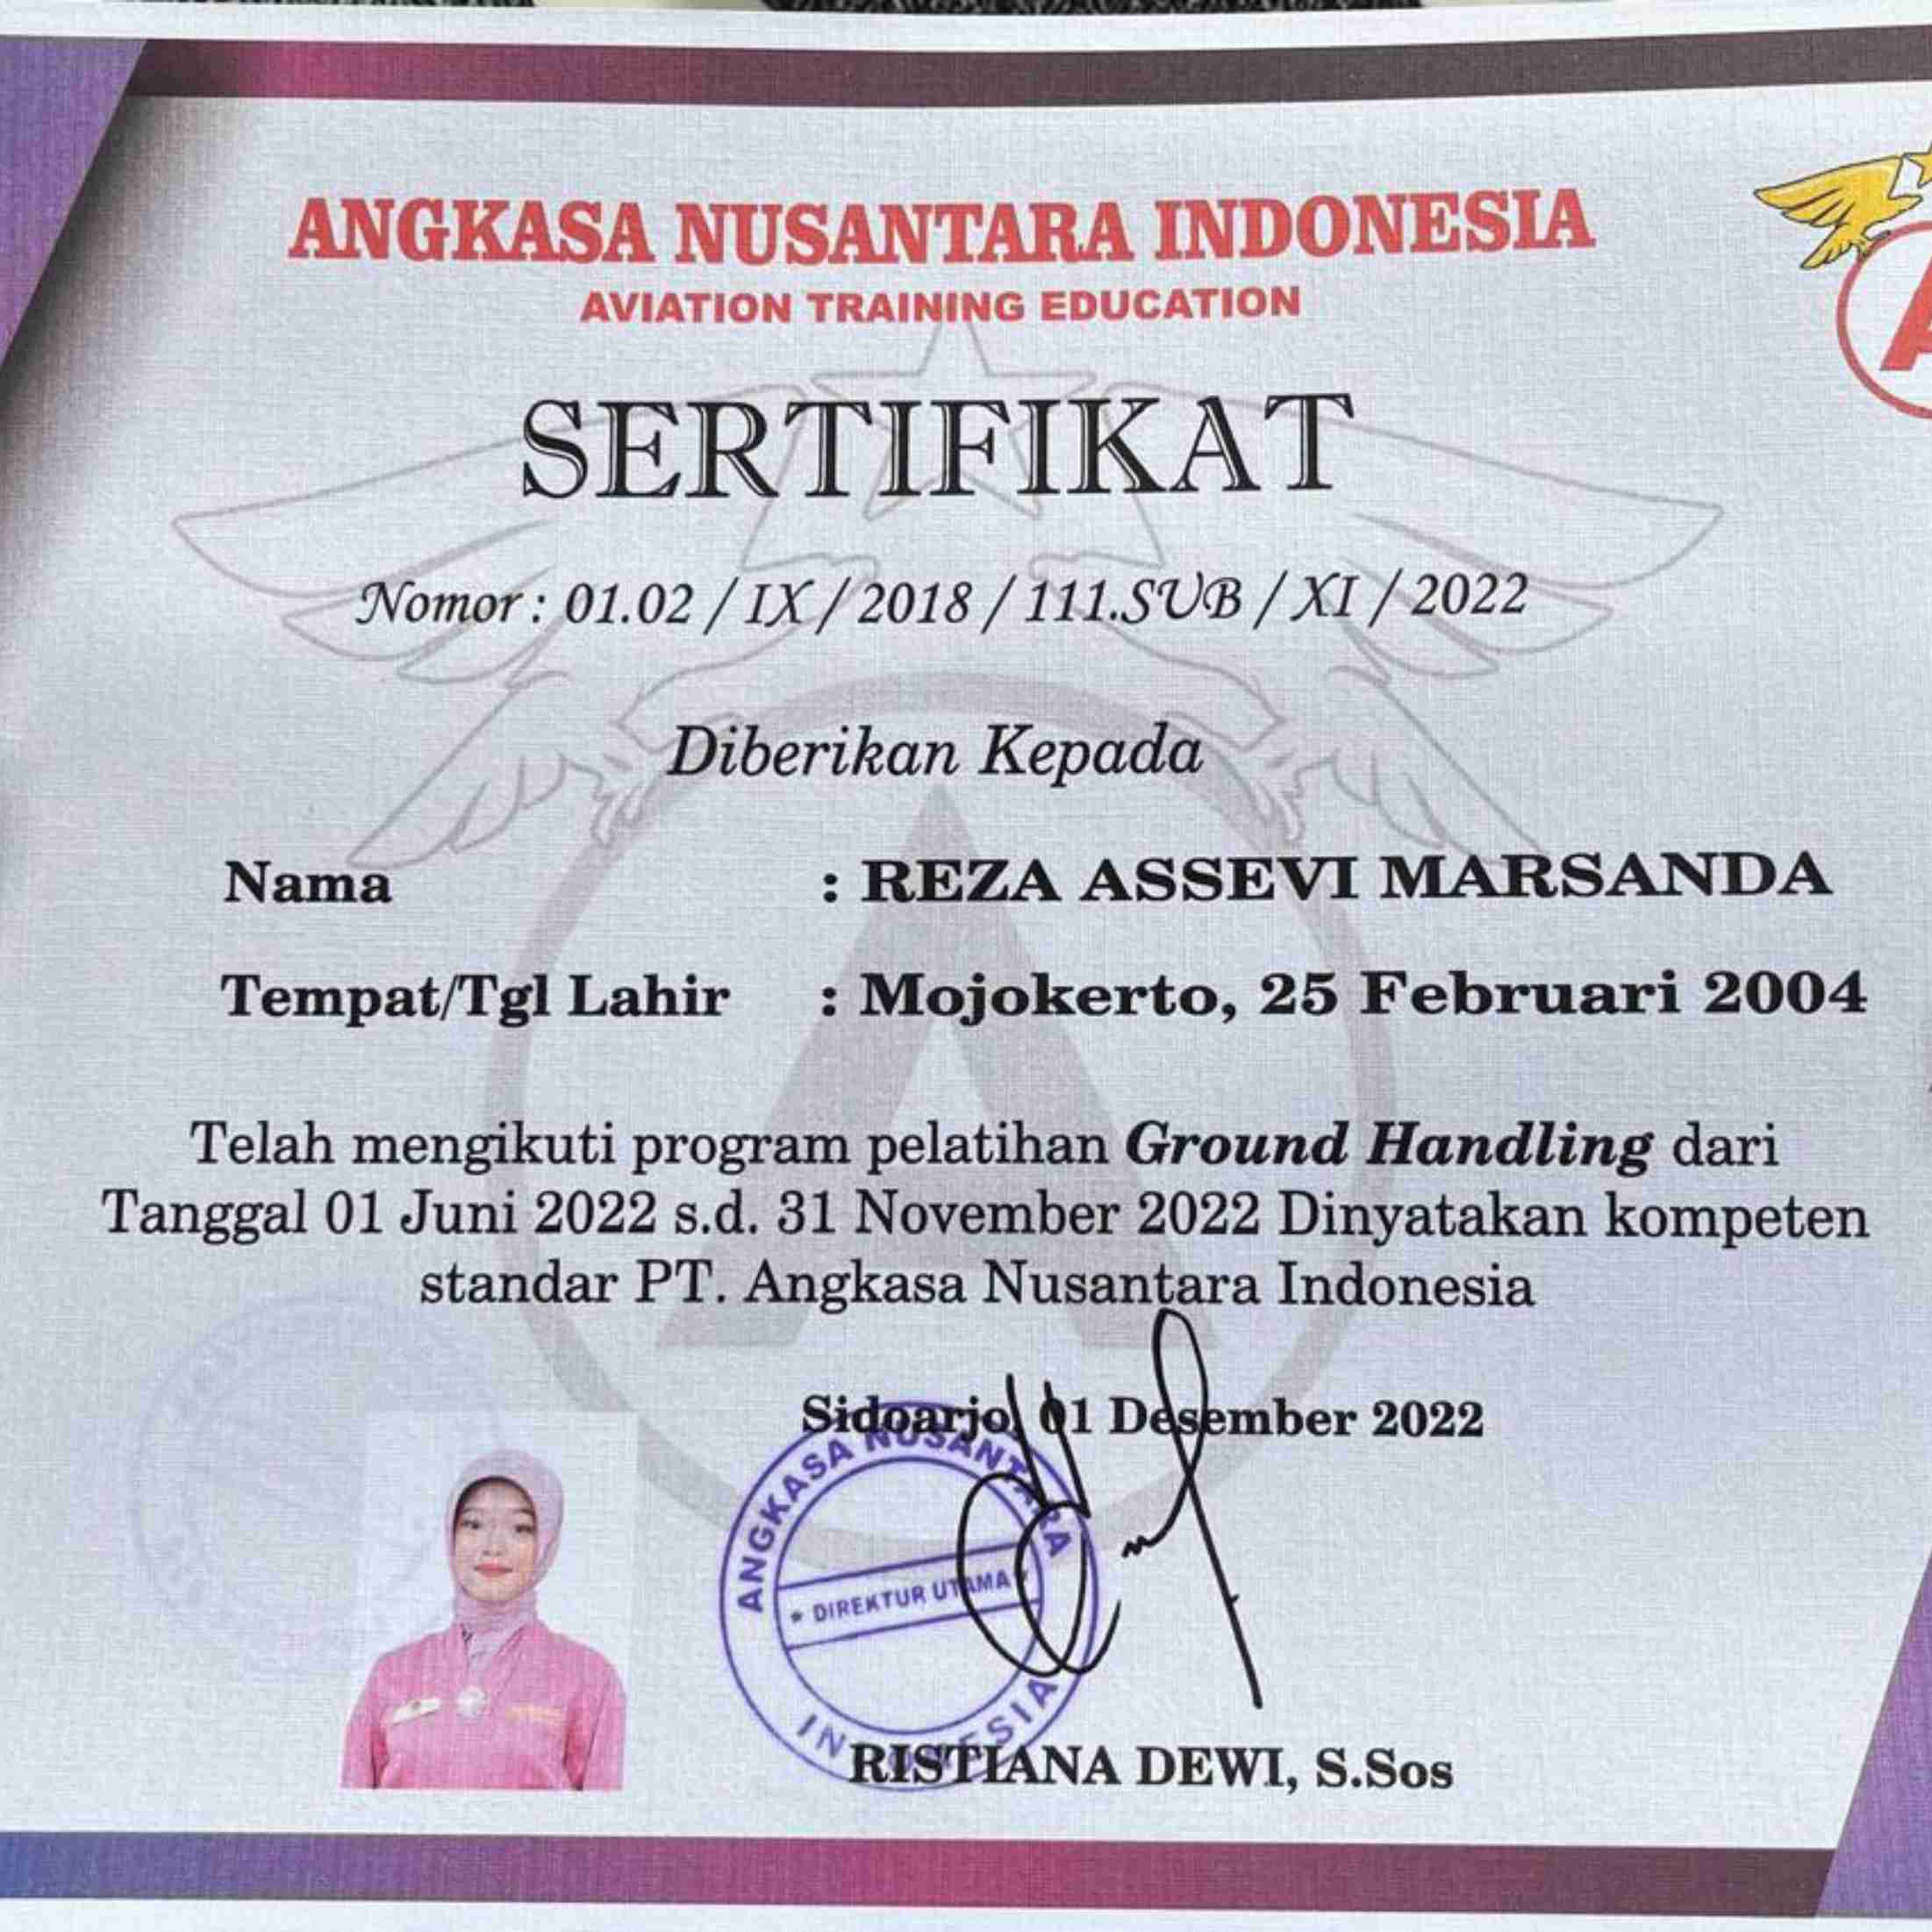 ANGKASA NUSANTARA INDONESIA
AVIATION TRAINING EDUCATION
SERTIFIKAT
Nomor : 01.02 / IX / 2018 / 111.SUB / XI / 2022
Diberikan Kepada
Nama : REZA ASSEVI MARSANDA
Tempat/Tgl Lahir : Mojokerto, 25 Februari 2004
Telah mengikuti program pelatihan Ground Handling dari
Tanggal 01 Juni 2022 s.d. 31 November 2022 Dinyatakan kompeten
standar PT. Angkasa Nusantara Indonesia
Sidoarjo, 01 Desember 2022
ANGKASA NUSANTARA
* DIREKTUR UTAMA *
INDONESIA
RISTIANA DEWI, S.Sos